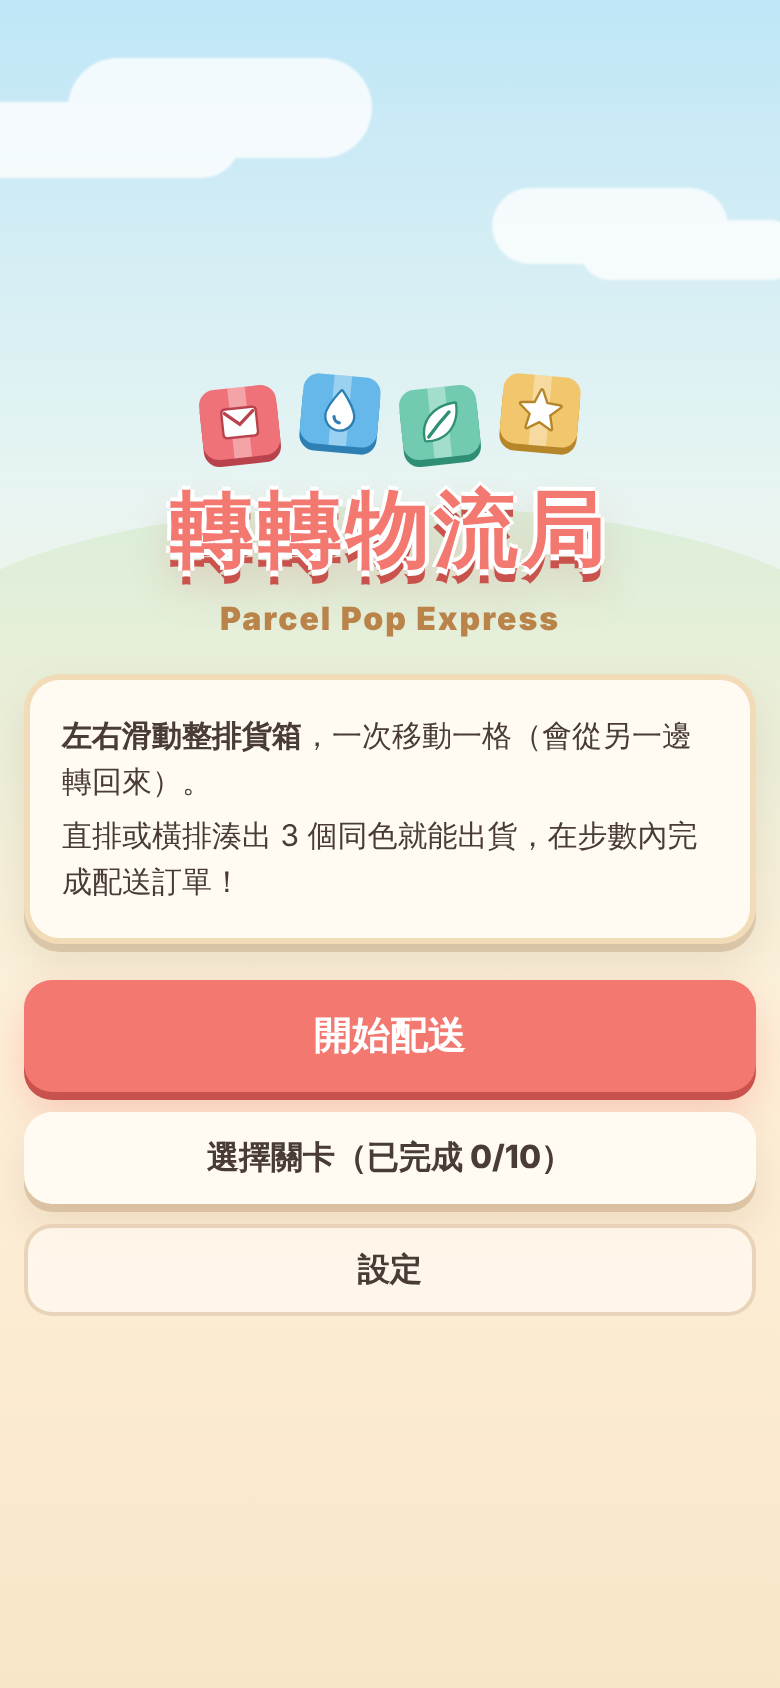 轉轉物流局
Parcel Pop Express
左右滑動整排貨箱，一次移動一格（會從另一邊
轉回來）。
直排或橫排湊出 3 個同色就能出貨，在步數內完
成配送訂單！
開始配送
選擇關卡（已完成 0/10）
設定